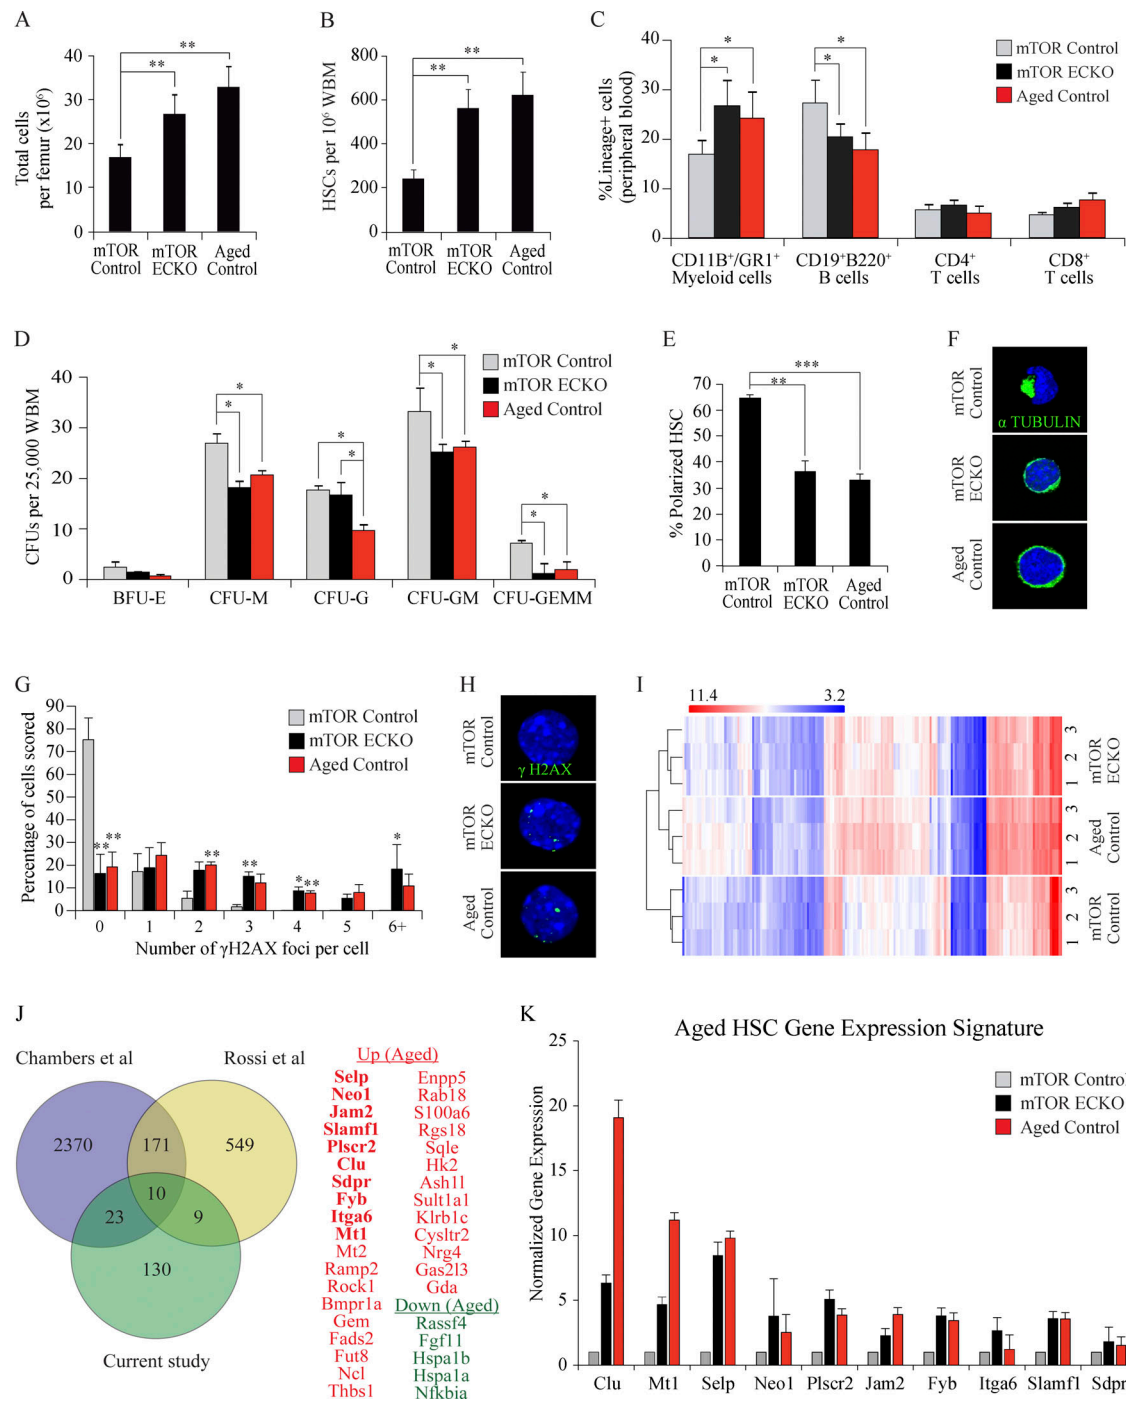 A
Total cells
per femur (x10⁶)
40
30
20
10
0
**
**
mTOR
Control
mTOR
ECKO
Aged
Control
B
HSCs per 10⁶ WBM
800
600
400
200
0
**
**
mTOR
Control
mTOR
ECKO
Aged
Control
C
%Lineage+ cells
(peripheral blood)
40
30
20
10
0
*
*
*
*
mTOR Control
mTOR ECKO
Aged Control
CD11B⁺/GR1⁺
Myeloid cells
CD19⁺B220⁺
B cells
CD4⁺
T cells
CD8⁺
T cells
D
CFUs per 25,000 WBM
40
30
20
10
0
*
*
*
*
*
*
*
*
mTOR Control
mTOR ECKO
Aged Control
BFU-E
CFU-M
CFU-G
CFU-GM
CFU-GEMM
E
% Polarized HSC
70
60
50
40
30
20
10
0
***
**
mTOR
Control
mTOR
ECKO
Aged
Control
F
mTOR
Control
α TUBULIN
mTOR
ECKO
Aged
Control
G
Percentage of cells scored
90
80
70
60
50
40
30
20
10
0
mTOR Control
mTOR ECKO
Aged Control
**
**
**
**
*
**
*
0 1 2 3 4 5 6+
Number of γH2AX foci per cell
H
mTOR
Control
γ H2AX
mTOR
ECKO
Aged
Control
I
11.4 3.2
3
2
1
mTOR
ECKO
3
2
1
Aged
Control
3
2
1
mTOR
Control
J
Chambers et al
Rossi et al
2370
171
549
10
23
9
130
Current study
Up (Aged)
Selp
Neo1
Jam2
Slamf1
Plscr2
Clu
Sdpr
Fyb
Itga6
Mt1
Mt2
Ramp2
Rock1
Bmpr1a
Gem
Fads2
Fut8
Ncl
Thbs1
Enpp5
Rab18
S100a6
Rgs18
Sqle
Hk2
Ash1l
Sult1a1
Klrb1c
Cysltr2
Nrg4
Gas2l3
Gda
Down (Aged)
Rassf4
Fgf11
Hspa1b
Hspa1a
Nfkbia
K
Aged HSC Gene Expression Signature
Normalized Gene Expression
25
20
15
10
5
0
mTOR Control
mTOR ECKO
Aged Control
Clu Mt1 Selp Neo1 Plscr2 Jam2 Fyb Itga6 Slamf1 Sdpr